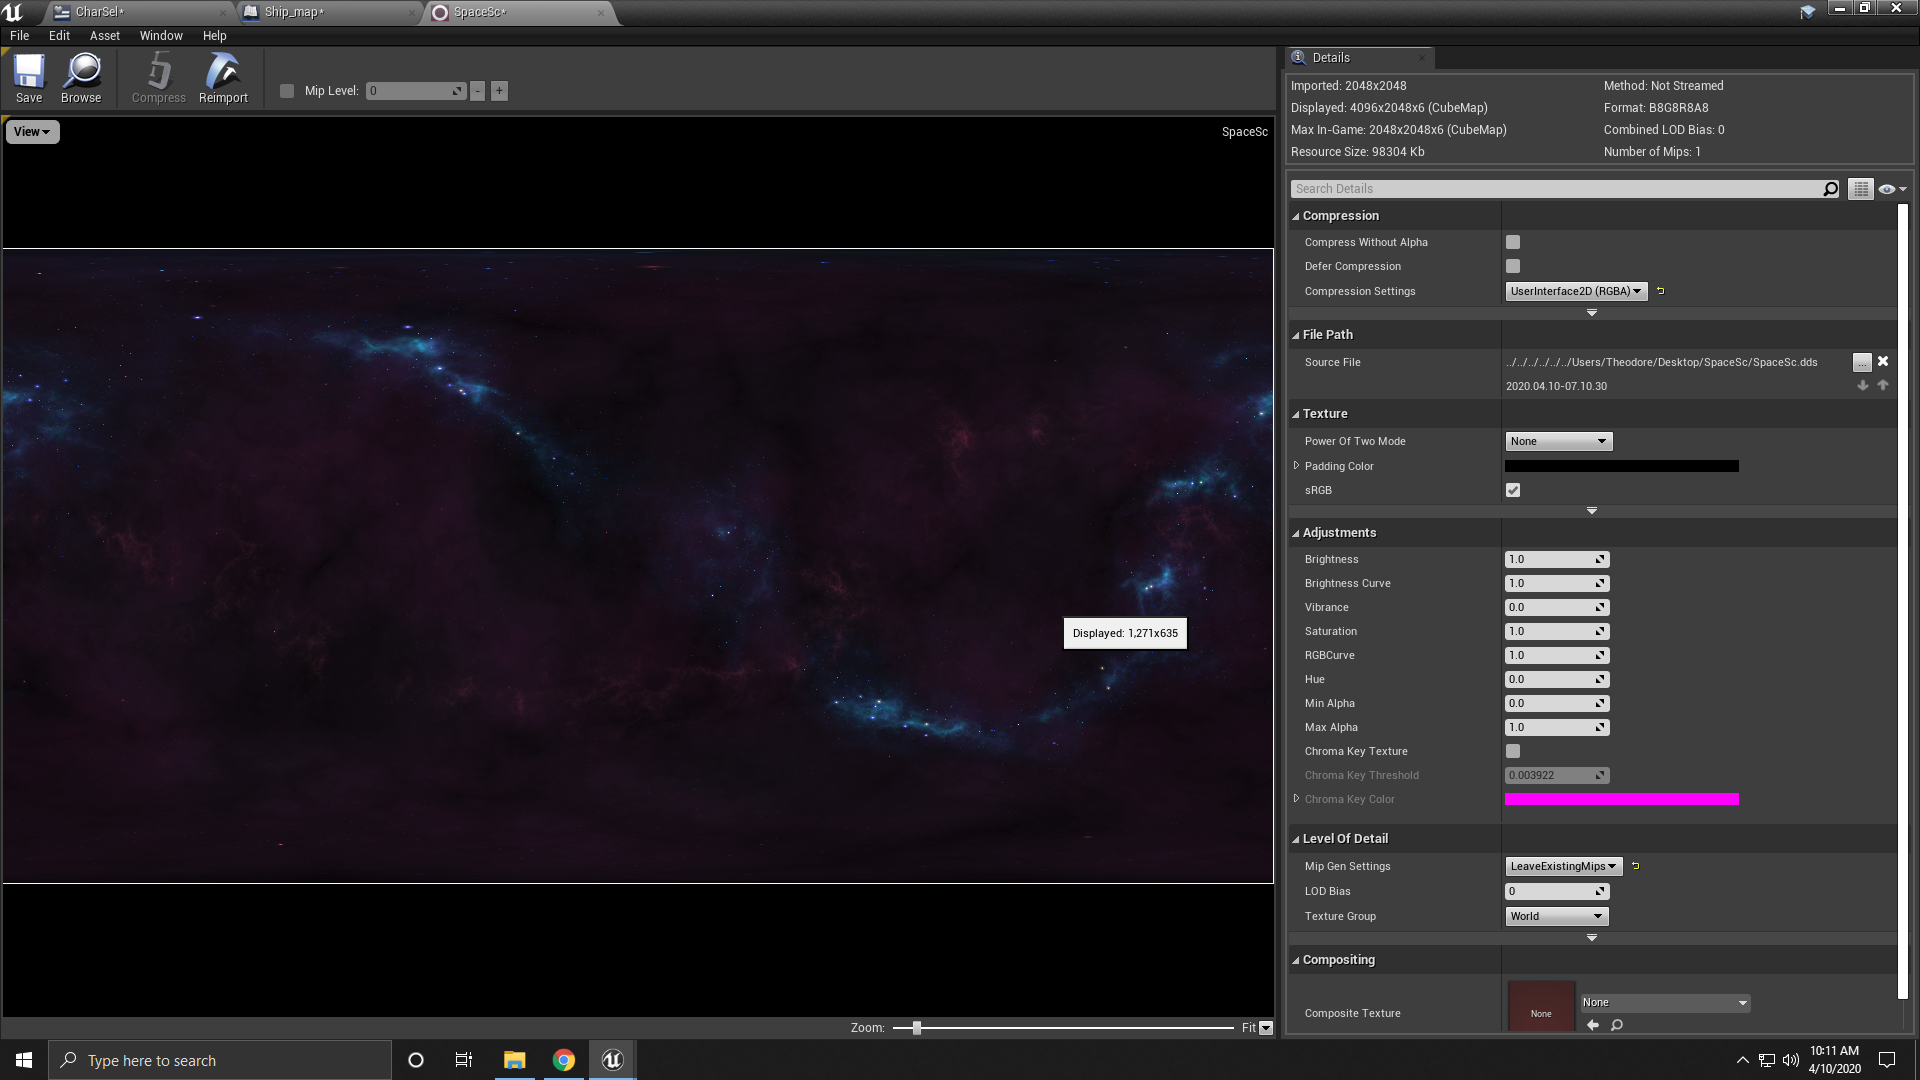 CharSel*
Ship_map*
SpaceSc*
File Edit Asset Window Help
Save Browse Compress Reimport
Mip Level: 0 - +
View
SpaceSc
Displayed: 1,271x635
Zoom: Fit
Details
Imported: 2048x2048 Method: Not Streamed
Displayed: 4096x2048x6 (CubeMap) Format: B8G8R8A8
Max In-Game: 2048x2048x6 (CubeMap) Combined LOD Bias: 0
Resource Size: 98304 Kb Number of Mips: 1
Search Details
Compression
Compress Without Alpha
Defer Compression
Compression Settings UserInterface2D (RGBA)
File Path
Source File ../../../../../../Users/Theodore/Desktop/SpaceSc/SpaceSc.dds ...
2020.04.10-07.10.30
Texture
Power Of Two Mode None
Padding Color
sRGB
Adjustments
Brightness 1.0
Brightness Curve 1.0
Vibrance 0.0
Saturation 1.0
RGBCurve 1.0
Hue 0.0
Min Alpha 0.0
Max Alpha 1.0
Chroma Key Texture
Chroma Key Threshold 0.003922
Chroma Key Color
Level Of Detail
Mip Gen Settings LeaveExistingMips
LOD Bias 0
Texture Group World
Compositing
Composite Texture None None
Type here to search
10:11 AM
4/10/2020